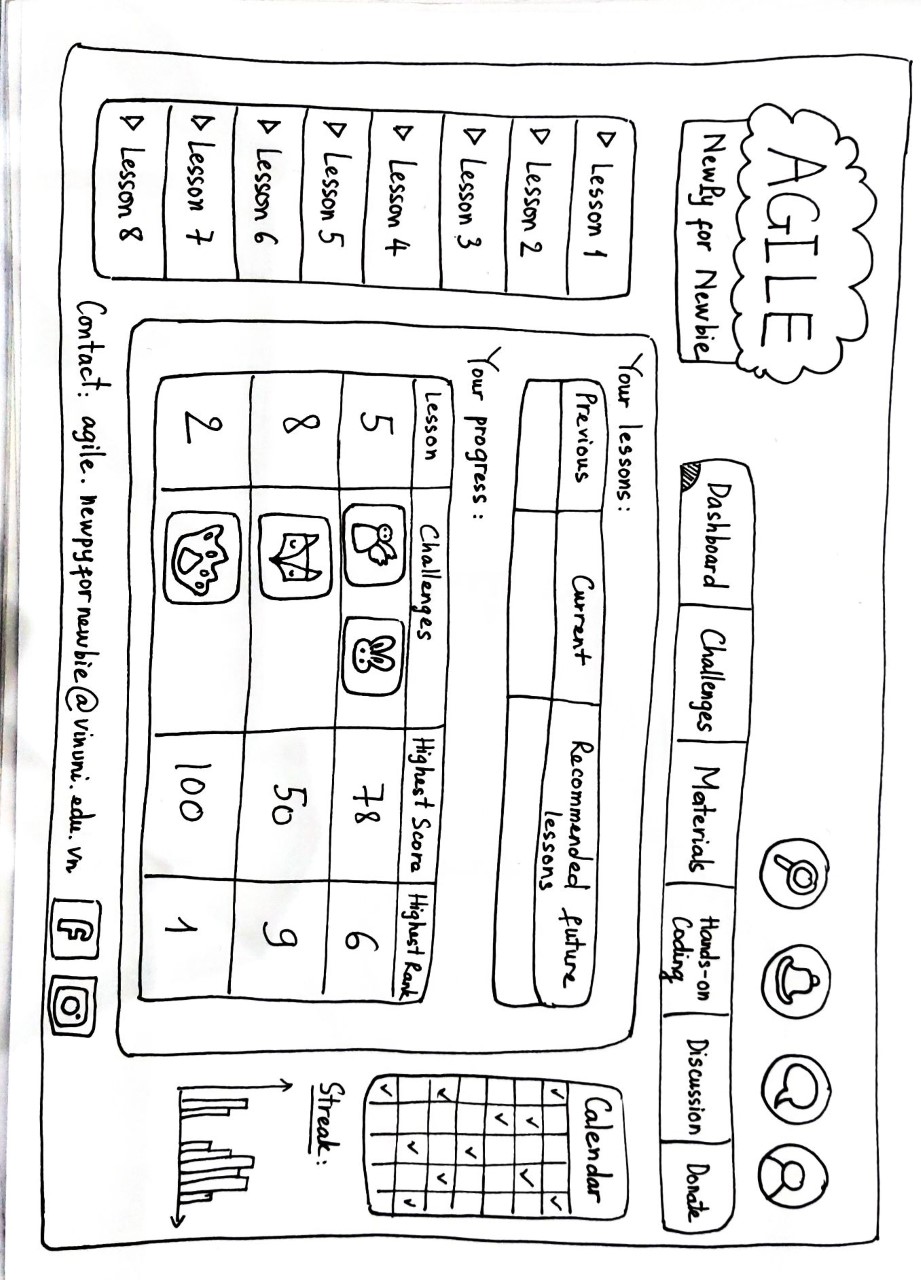 AGILE
NewPy for Newbie
Dashboard
Challenges
Materials
Hands-on
Coding
Discussion
Donate
▷ Lesson 1
▷ Lesson 2
▷ Lesson 3
▷ Lesson 4
▷ Lesson 5
▷ Lesson 6
▷ Lesson 7
▷ Lesson 8
Your lessons:
Previous
Current
Recommended future
lessons
Your progress:
Lesson Challenges Highest Score Highest Rank
5 78 6
8 50 9
2 100 1
Calendar
Streak:
Contact: agile.newpyfornewbie@vinuni.edu.vn
f